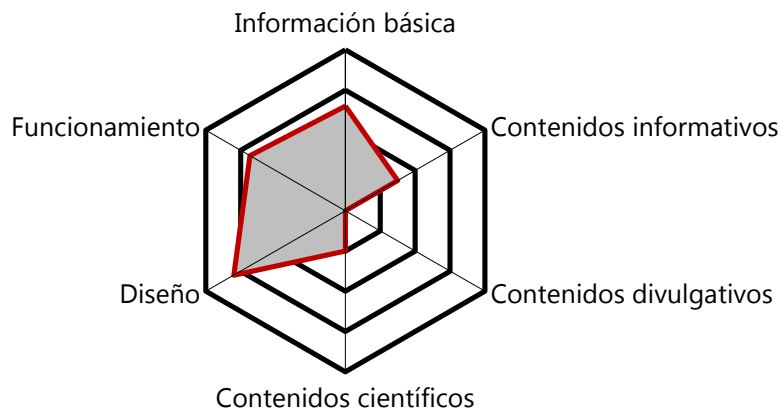 Información básica
Funcionamiento
Contenidos informativos
Diseño
Contenidos divulgativos
Contenidos científicos